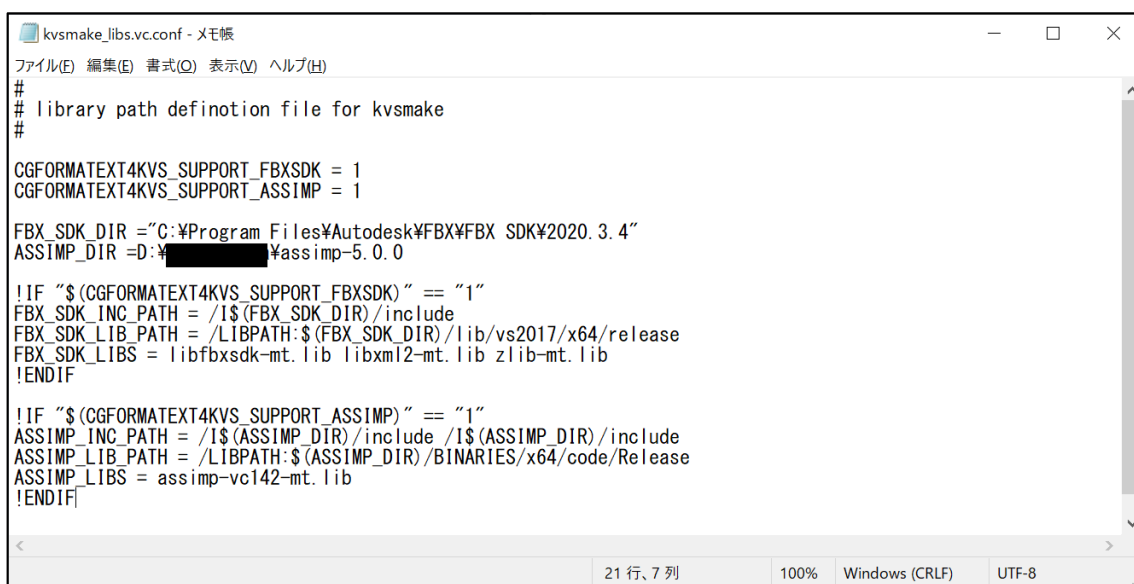 kvsmake_libs.vc.conf - メモ帳
ファイル(F) 編集(E) 書式(O) 表示(V) ヘルプ(H)
#
# library path definotion file for kvsmake
#
CGFORMATEXT4KVS_SUPPORT_FBXSDK = 1
CGFORMATEXT4KVS_SUPPORT_ASSIMP = 1
FBX_SDK_DIR ="C:¥Program Files¥Autodesk¥FBX¥FBX SDK¥2020.3.4"
ASSIMP_DIR =D:¥ ¥assimp-5.0.0
!IF "$(CGFORMATEXT4KVS_SUPPORT_FBXSDK)" == "1"
FBX_SDK_INC_PATH = /I$(FBX_SDK_DIR)/include
FBX_SDK_LIB_PATH = /LIBPATH:$(FBX_SDK_DIR)/lib/vs2017/x64/release
FBX_SDK_LIBS = libfbxsdk-mt.lib libxml2-mt.lib zlib-mt.lib
!ENDIF
!IF "$(CGFORMATEXT4KVS_SUPPORT_ASSIMP)" == "1"
ASSIMP_INC_PATH = /I$(ASSIMP_DIR)/include /I$(ASSIMP_DIR)/include
ASSIMP_LIB_PATH = /LIBPATH:$(ASSIMP_DIR)/BINARIES/x64/code/Release
ASSIMP_LIBS = assimp-vc142-mt.lib
!ENDIF
21 行、7 列 100% Windows (CRLF) UTF-8